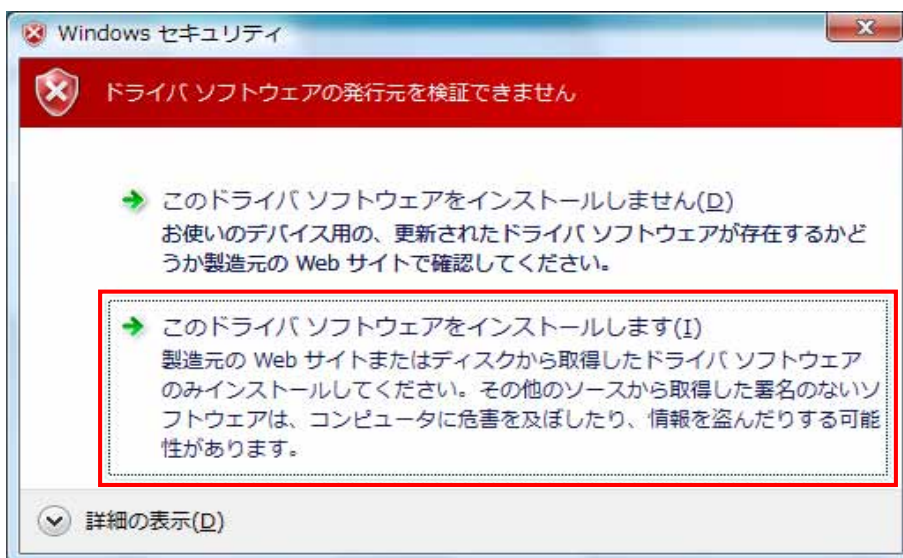 Windows セキュリティ
ドライバ ソフトウェアの発行元を検証できません
このドライバ ソフトウェアをインストールしません(D)
お使いのデバイス用の、更新されたドライバ ソフトウェアが存在するかど
うか製造元の Web サイトで確認してください。
このドライバ ソフトウェアをインストールします(I)
製造元の Web サイトまたはディスクから取得したドライバ ソフトウェア
のみインストールしてください。その他のソースから取得した署名のないソ
フトウェアは、コンピュータに危害を及ぼしたり、情報を盗んだりする可能
性があります。
詳細の表示(D)